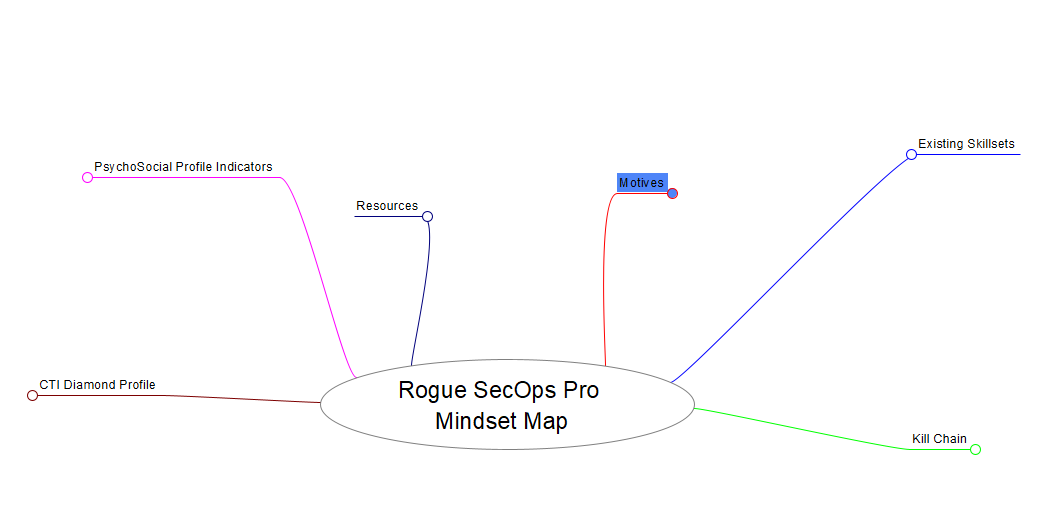 Existing Skillsets
PsychoSocial Profile Indicators
Motives
Resources
CTI Diamond Profile
Rogue SecOps Pro
Mindset Map
Kill Chain